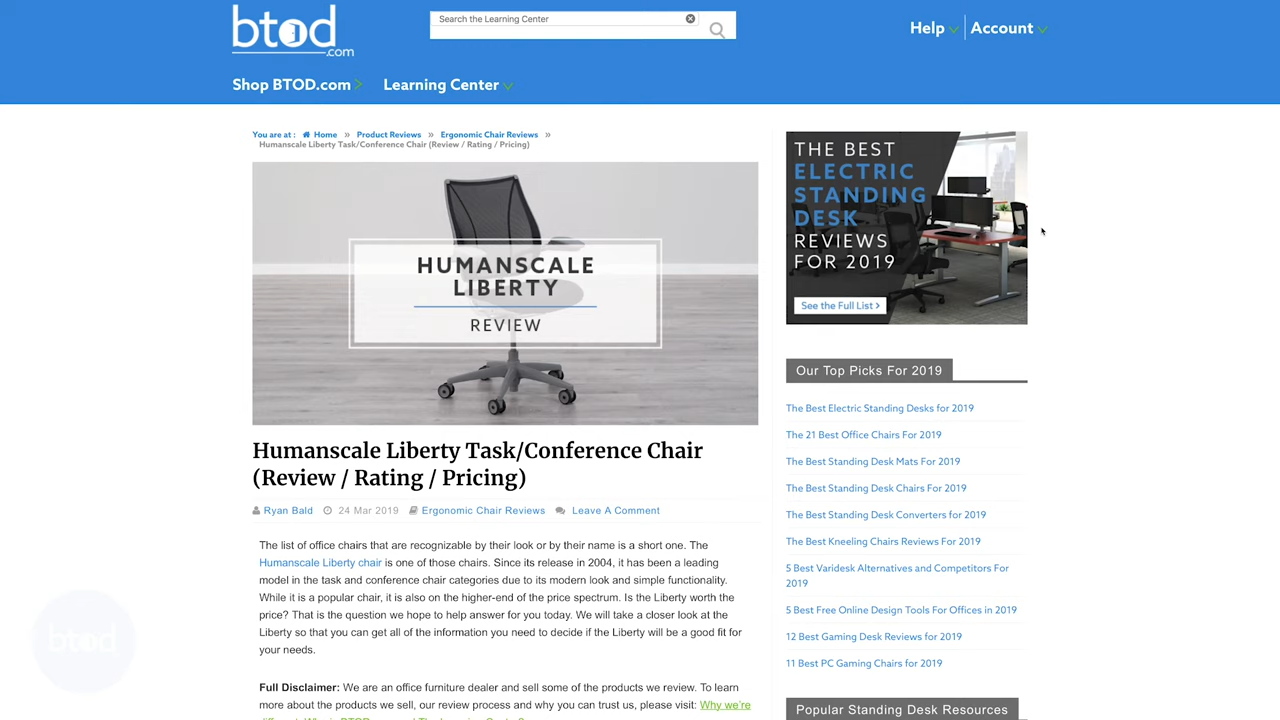 btod
.com
Search the Learning Center
Help
Account
Shop BTOD.com >
Learning Center
You are at : Home » Product Reviews » Ergonomic Chair Reviews »
Humanscale Liberty Task/Conference Chair (Review / Rating / Pricing)
HUMANSCALE
LIBERTY
REVIEW
Humanscale Liberty Task/Conference Chair
(Review / Rating / Pricing)
Ryan Bald 24 Mar 2019 Ergonomic Chair Reviews Leave A Comment
The list of office chairs that are recognizable by their look or by their name is a short one. The
Humanscale Liberty chair is one of those chairs. Since its release in 2004, it has been a leading
model in the task and conference chair categories due to its modern look and simple functionality.
While it is a popular chair, it is also on the higher-end of the price spectrum. Is the Liberty worth the
price? That is the question we hope to help answer for you today. We will take a closer look at the
Liberty so that you can get all of the information you need to decide if the Liberty will be a good fit for
your needs.
Full Disclaimer: We are an office furniture dealer and sell some of the products we review. To learn
more about the products we sell, our review process and why you can trust us, please visit: Why we're
THE BEST
ELECTRIC
STANDING
DESK
REVIEWS
FOR 2019
See the Full List >
Our Top Picks For 2019
The Best Electric Standing Desks for 2019
The 21 Best Office Chairs For 2019
The Best Standing Desk Mats For 2019
The Best Standing Desk Chairs For 2019
The Best Standing Desk Converters for 2019
The Best Kneeling Chairs Reviews For 2019
5 Best Varidesk Alternatives and Competitors For
2019
5 Best Free Online Design Tools For Offices in 2019
12 Best Gaming Desk Reviews for 2019
11 Best PC Gaming Chairs for 2019
Popular Standing Desk Resources
btod